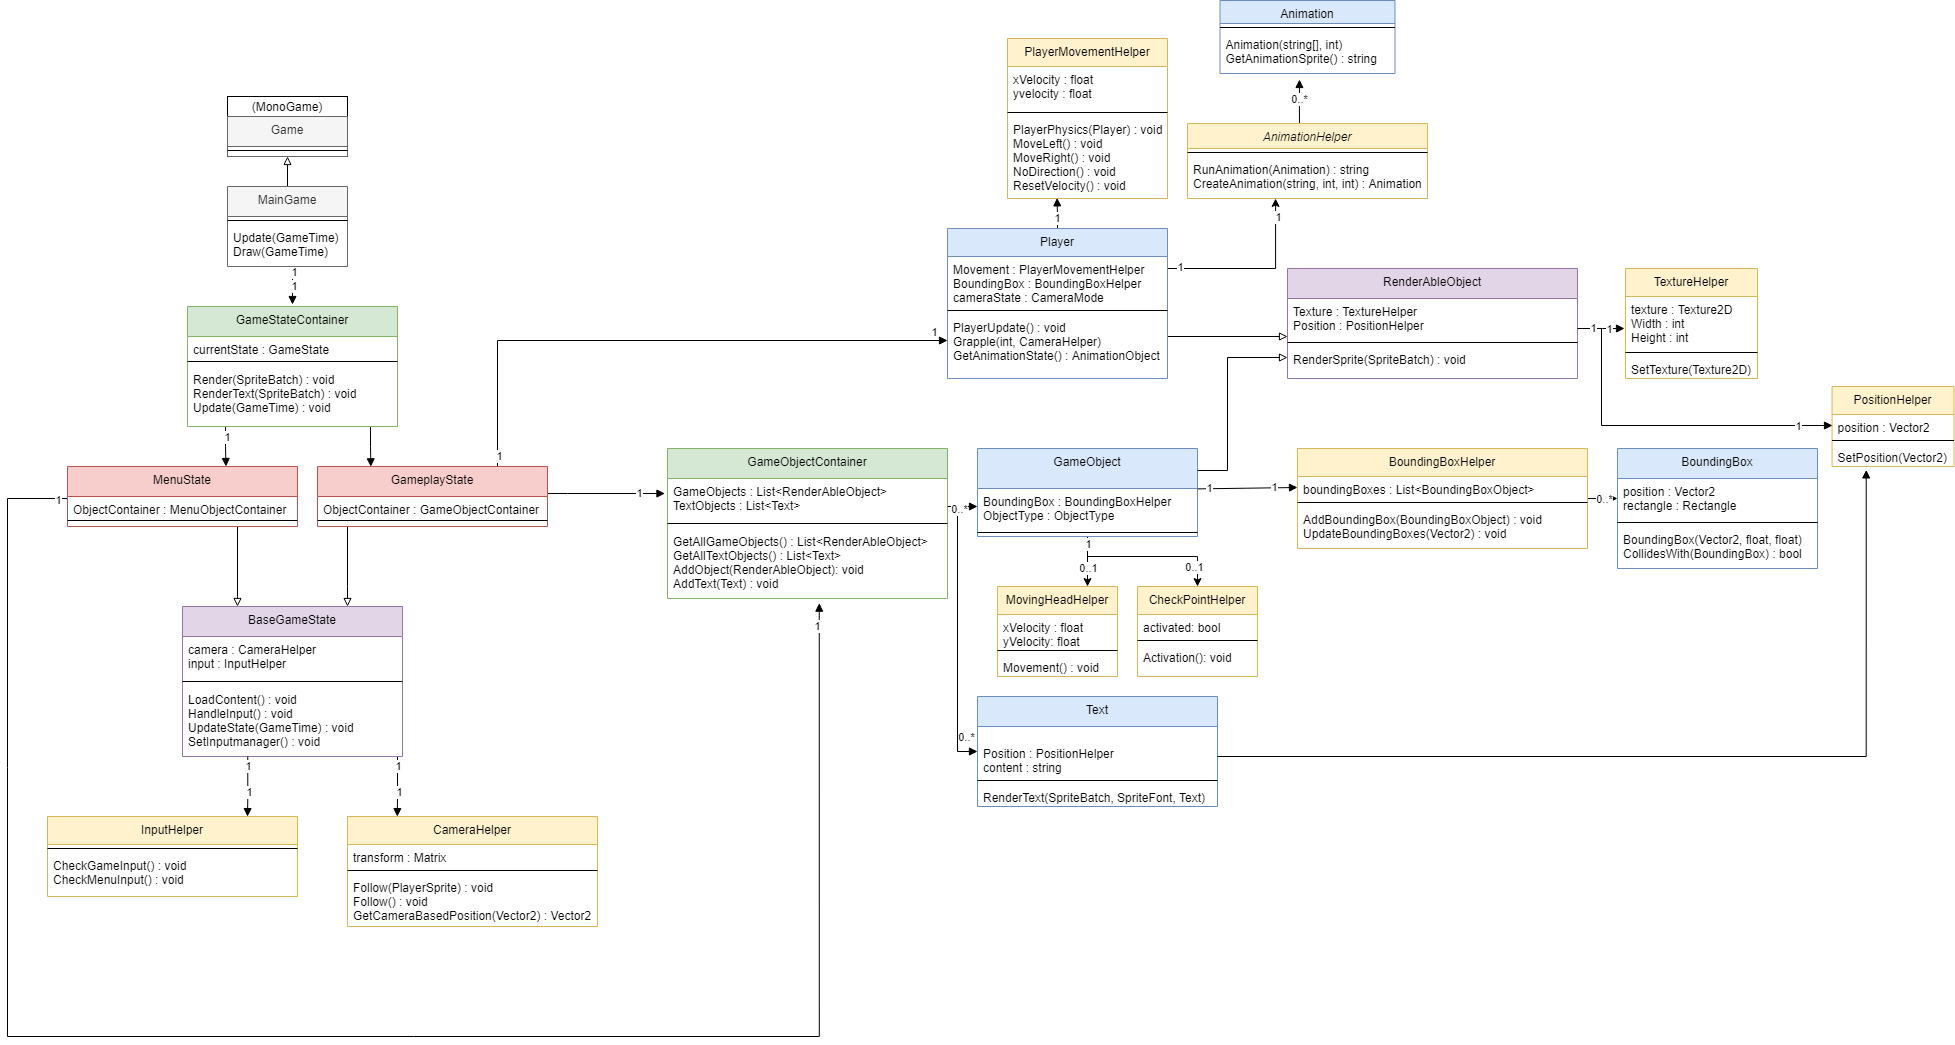 Animation
Animation(string[], int)
GetAnimationSprite() : string
0..*
PlayerMovementHelper
xVelocity : float
yvelocity : float
PlayerPhysics(Player) : void
MoveLeft() : void
MoveRight() : void
NoDirection() : void
ResetVelocity() : void
1
AnimationHelper
RunAnimation(Animation) : string
CreateAnimation(string, int, int) : Animation
1
(MonoGame)
Game
MainGame
Update(GameTime)
Draw(GameTime)
1
1
Player
Movement : PlayerMovementHelper
BoundingBox : BoundingBoxHelper
cameraState : CameraMode
PlayerUpdate() : void
Grapple(int, CameraHelper)
GetAnimationState() : AnimationObject
1
1
RenderAbleObject
Texture : TextureHelper
Position : PositionHelper
RenderSprite(SpriteBatch) : void
1
1
TextureHelper
texture : Texture2D
Width : int
Height : int
SetTexture(Texture2D)
1
PositionHelper
position : Vector2
SetPosition(Vector2)
GameStateContainer
currentState : GameState
Render(SpriteBatch) : void
RenderText(SpriteBatch) : void
Update(GameTime) : void
1
1
MenuState
ObjectContainer : MenuObjectContainer
1
GameplayState
ObjectContainer : GameObjectContainer
1
GameObjectContainer
GameObjects : List<RenderAbleObject>
TextObjects : List<Text>
GetAllGameObjects() : List<RenderAbleObject>
GetAllTextObjects() : List<Text>
AddObject(RenderAbleObject): void
AddText(Text) : void
1
0..*
0..*
GameObject
BoundingBox : BoundingBoxHelper
ObjectType : ObjectType
1
1
1
0..1
0..1
BoundingBoxHelper
boundingBoxes : List<BoundingBoxObject>
AddBoundingBox(BoundingBoxObject) : void
UpdateBoundingBoxes(Vector2) : void
0..*
BoundingBox
position : Vector2
rectangle : Rectangle
BoundingBox(Vector2, float, float)
CollidesWith(BoundingBox) : bool
MovingHeadHelper
xVelocity : float
yVelocity: float
Movement() : void
CheckPointHelper
activated: bool
Activation(): void
BaseGameState
camera : CameraHelper
input : InputHelper
LoadContent() : void
HandleInput() : void
UpdateState(GameTime) : void
SetInputmanager() : void
1
1
1
1
Text
Position : PositionHelper
content : string
RenderText(SpriteBatch, SpriteFont, Text)
InputHelper
CheckGameInput() : void
CheckMenuInput() : void
CameraHelper
transform : Matrix
Follow(PlayerSprite) : void
Follow() : void
GetCameraBasedPosition(Vector2) : Vector2